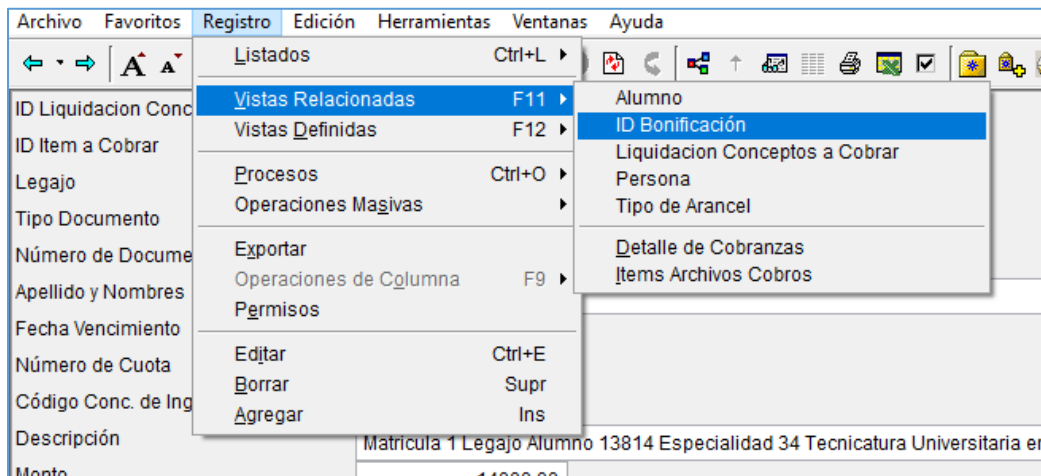 Archivo Favoritos Registro Edición Herramientas Ventanas Ayuda
Listados Ctrl+L
Vistas Relacionadas F11
Vistas Definidas F12
Procesos Ctrl+O
Operaciones Masivas
Exportar
Operaciones de Columna F9
Permisos
Editar Ctrl+E
Borrar Supr
Agregar Ins
Alumno
ID Bonificación
Liquidacion Conceptos a Cobrar
Persona
Tipo de Arancel
Detalle de Cobranzas
Items Archivos Cobros
ID Liquidacion Conc
ID Item a Cobrar
Legajo
Tipo Documento
Número de Docume
Apellido y Nombres
Fecha Vencimiento
Número de Cuota
Código Conc. de Ing
Descripción Matricula 1 Legajo Alumno 13814 Especialidad 34 Tecnicatura Universitaria en
Monto